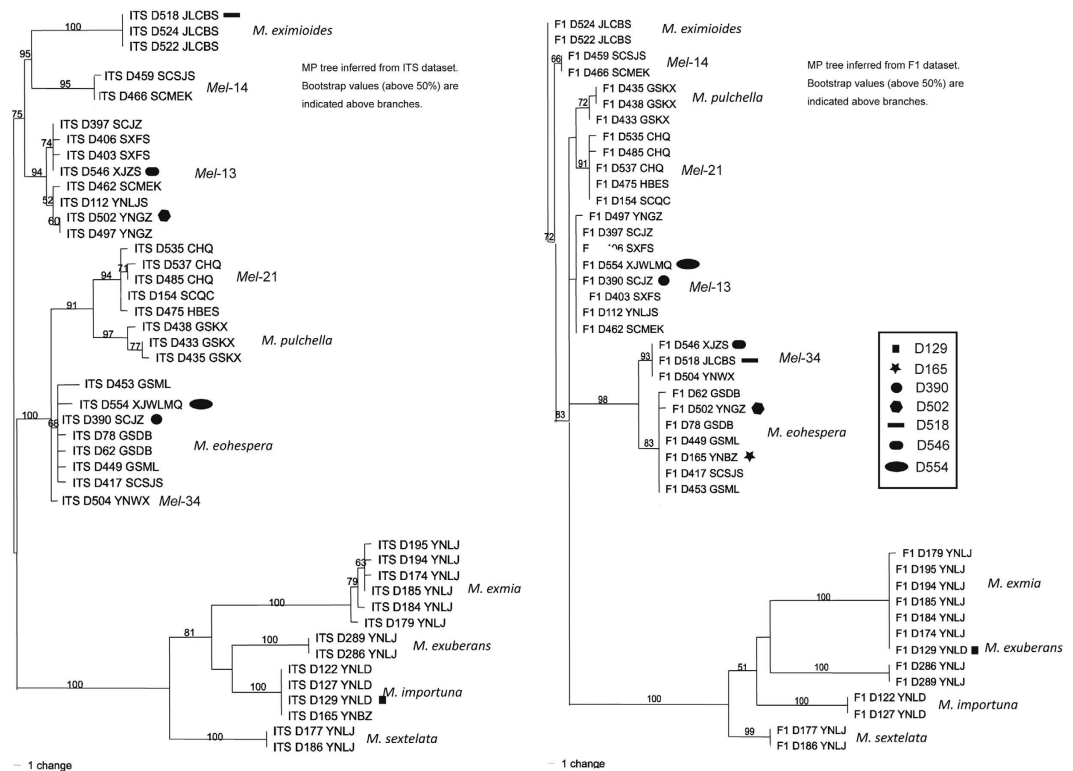 ITS D518 JLCBS
100
ITS D524 JLCBS
M. eximioides
ITS D522 JLCBS
95
ITS D459 SCSJS
95
Mel-14
ITS D466 SCMEK
MP tree inferred from ITS dataset.
Bootstrap values (above 50%) are
indicated above branches.
75
ITS D397 SCJZ
74
ITS D406 SXFS
ITS D403 SXFS
94
ITS D546 XJZS
Mel-13
ITS D462 SCMEK
52
ITS D112 YNLJS
60
ITS D502 YNGZ
ITS D497 YNGZ
ITS D535 CHQ
94
71
ITS D537 CHQ
Mel-21
ITS D485 CHQ
91
ITS D154 SCQC
ITS D475 HBES
97
ITS D438 GSKX
77
ITS D433 GSKX
M. pulchella
ITS D435 GSKX
ITS D453 GSML
ITS D554 XJWLMQ
100
68
ITS D390 SCJZ
ITS D78 GSDB
M. eohespera
ITS D62 GSDB
ITS D449 GSML
ITS D417 SCSJS
ITS D504 YNWX
Mel-34
ITS D195 YNLJ
63
ITS D194 YNLJ
79
ITS D174 YNLJ
M. exmia
100
ITS D185 YNLJ
ITS D184 YNLJ
ITS D179 YNLJ
81
100
ITS D289 YNLJ
M. exuberans
ITS D286 YNLJ
ITS D122 YNLD
100
ITS D127 YNLD
M. importuna
ITS D129 YNLD
100
ITS D165 YNBZ
100
ITS D177 YNLJ
M. sextelata
ITS D186 YNLJ
1 change
F1 D524 JLCBS
M. eximioides
F1 D522 JLCBS
66
F1 D459 SCSJS
Mel-14
F1 D466 SCMEK
MP tree inferred from F1 dataset.
Bootstrap values (above 50%) are
indicated above branches.
F1 D435 GSKX
72
F1 D438 GSKX
M. pulchella
F1 D433 GSKX
F1 D535 CHQ
F1 D485 CHQ
91
F1 D537 CHQ
Mel-21
F1 D475 HBES
F1 D154 SCQC
F1 D497 YNGZ
72
F1 D397 SCJZ
SXFS
F1 D554 XJWLMQ
F1 D390 SCJZ
Mel-13
F1 D403 SXFS
F1 D112 YNLJS
F1 D462 SCMEK
F1 D546 XJZS
93
F1 D518 JLCBS
Mel-34
F1 D504 YNWX
98
83
F1 D62 GSDB
F1 D502 YNGZ
F1 D78 GSDB
M. eohespera
83
F1 D449 GSML
F1 D165 YNBZ
F1 D417 SCSJS
F1 D453 GSML
D129
D165
D390
D502
D518
D546
D554
F1 D179 YNLJ
F1 D195 YNLJ
F1 D194 YNLJ
M. exmia
100
F1 D185 YNLJ
F1 D184 YNLJ
F1 D174 YNLJ
F1 D129 YNLD
M. exuberans
51
100
F1 D286 YNLJ
F1 D289 YNLJ
100
100
F1 D122 YNLD
M. importuna
F1 D127 YNLD
99
F1 D177 YNLJ
M. sextelata
F1 D186 YNLJ
1 change